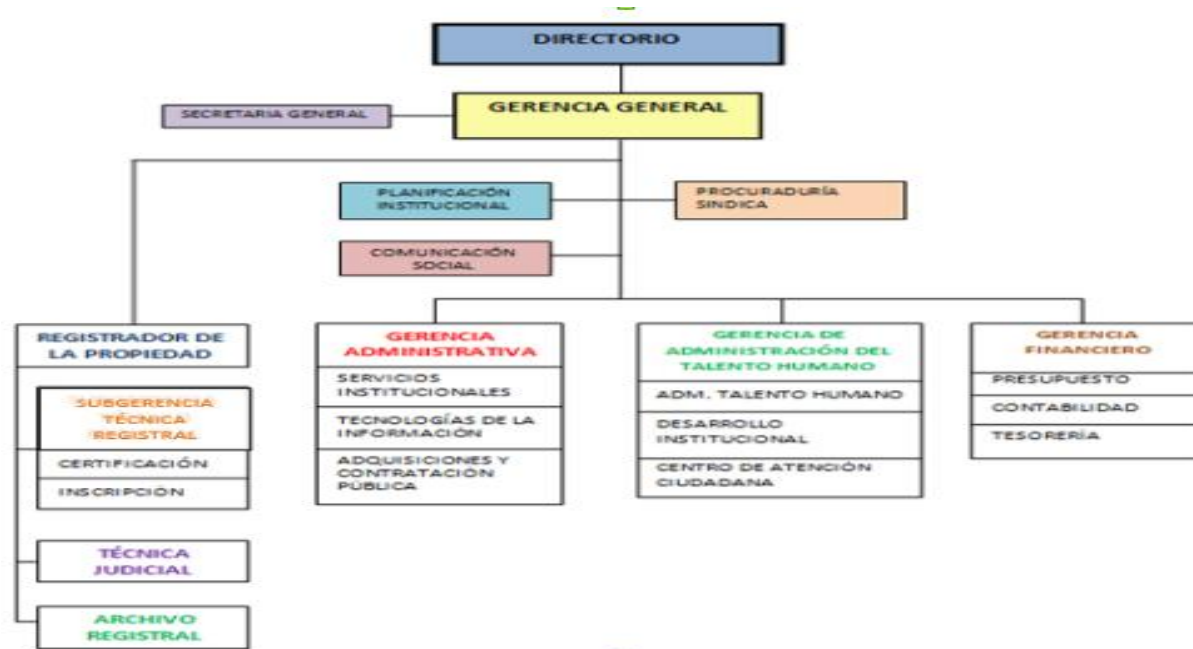 DIRECTORIO
GERENCIA GENERAL
SECRETARIA GENERAL
PLANIFICACIÓN
INSTITUCIONAL
PROCURADURÍA
SINDICA
COMUNICACIÓN
SOCIAL
REGISTRADOR DE
LA PROPIEDAD
SUBGERENCIA
TÉCNICA
REGISTRAL
CERTIFICACIÓN
INSCRIPCIÓN
TÉCNICA
JUDICIAL
ARCHIVO
REGISTRAL
GERENCIA
ADMINISTRATIVA
SERVICIOS
INSTITUCIONALES
TECNOLOGÍAS DE LA
INFORMACIÓN
ADQUISICIONES Y
CONTRATACIÓN
PÚBLICA
GERENCIA DE
ADMINISTRACIÓN DEL
TALENTO HUMANO
ADM. TALENTO HUMANO
DESARROLLO
INSTITUCIONAL
CENTRO DE ATENCIÓN
CIUDADANA
GERENCIA
FINANCIERO
PRESUPUESTO
CONTABILIDAD
TESORERÍA